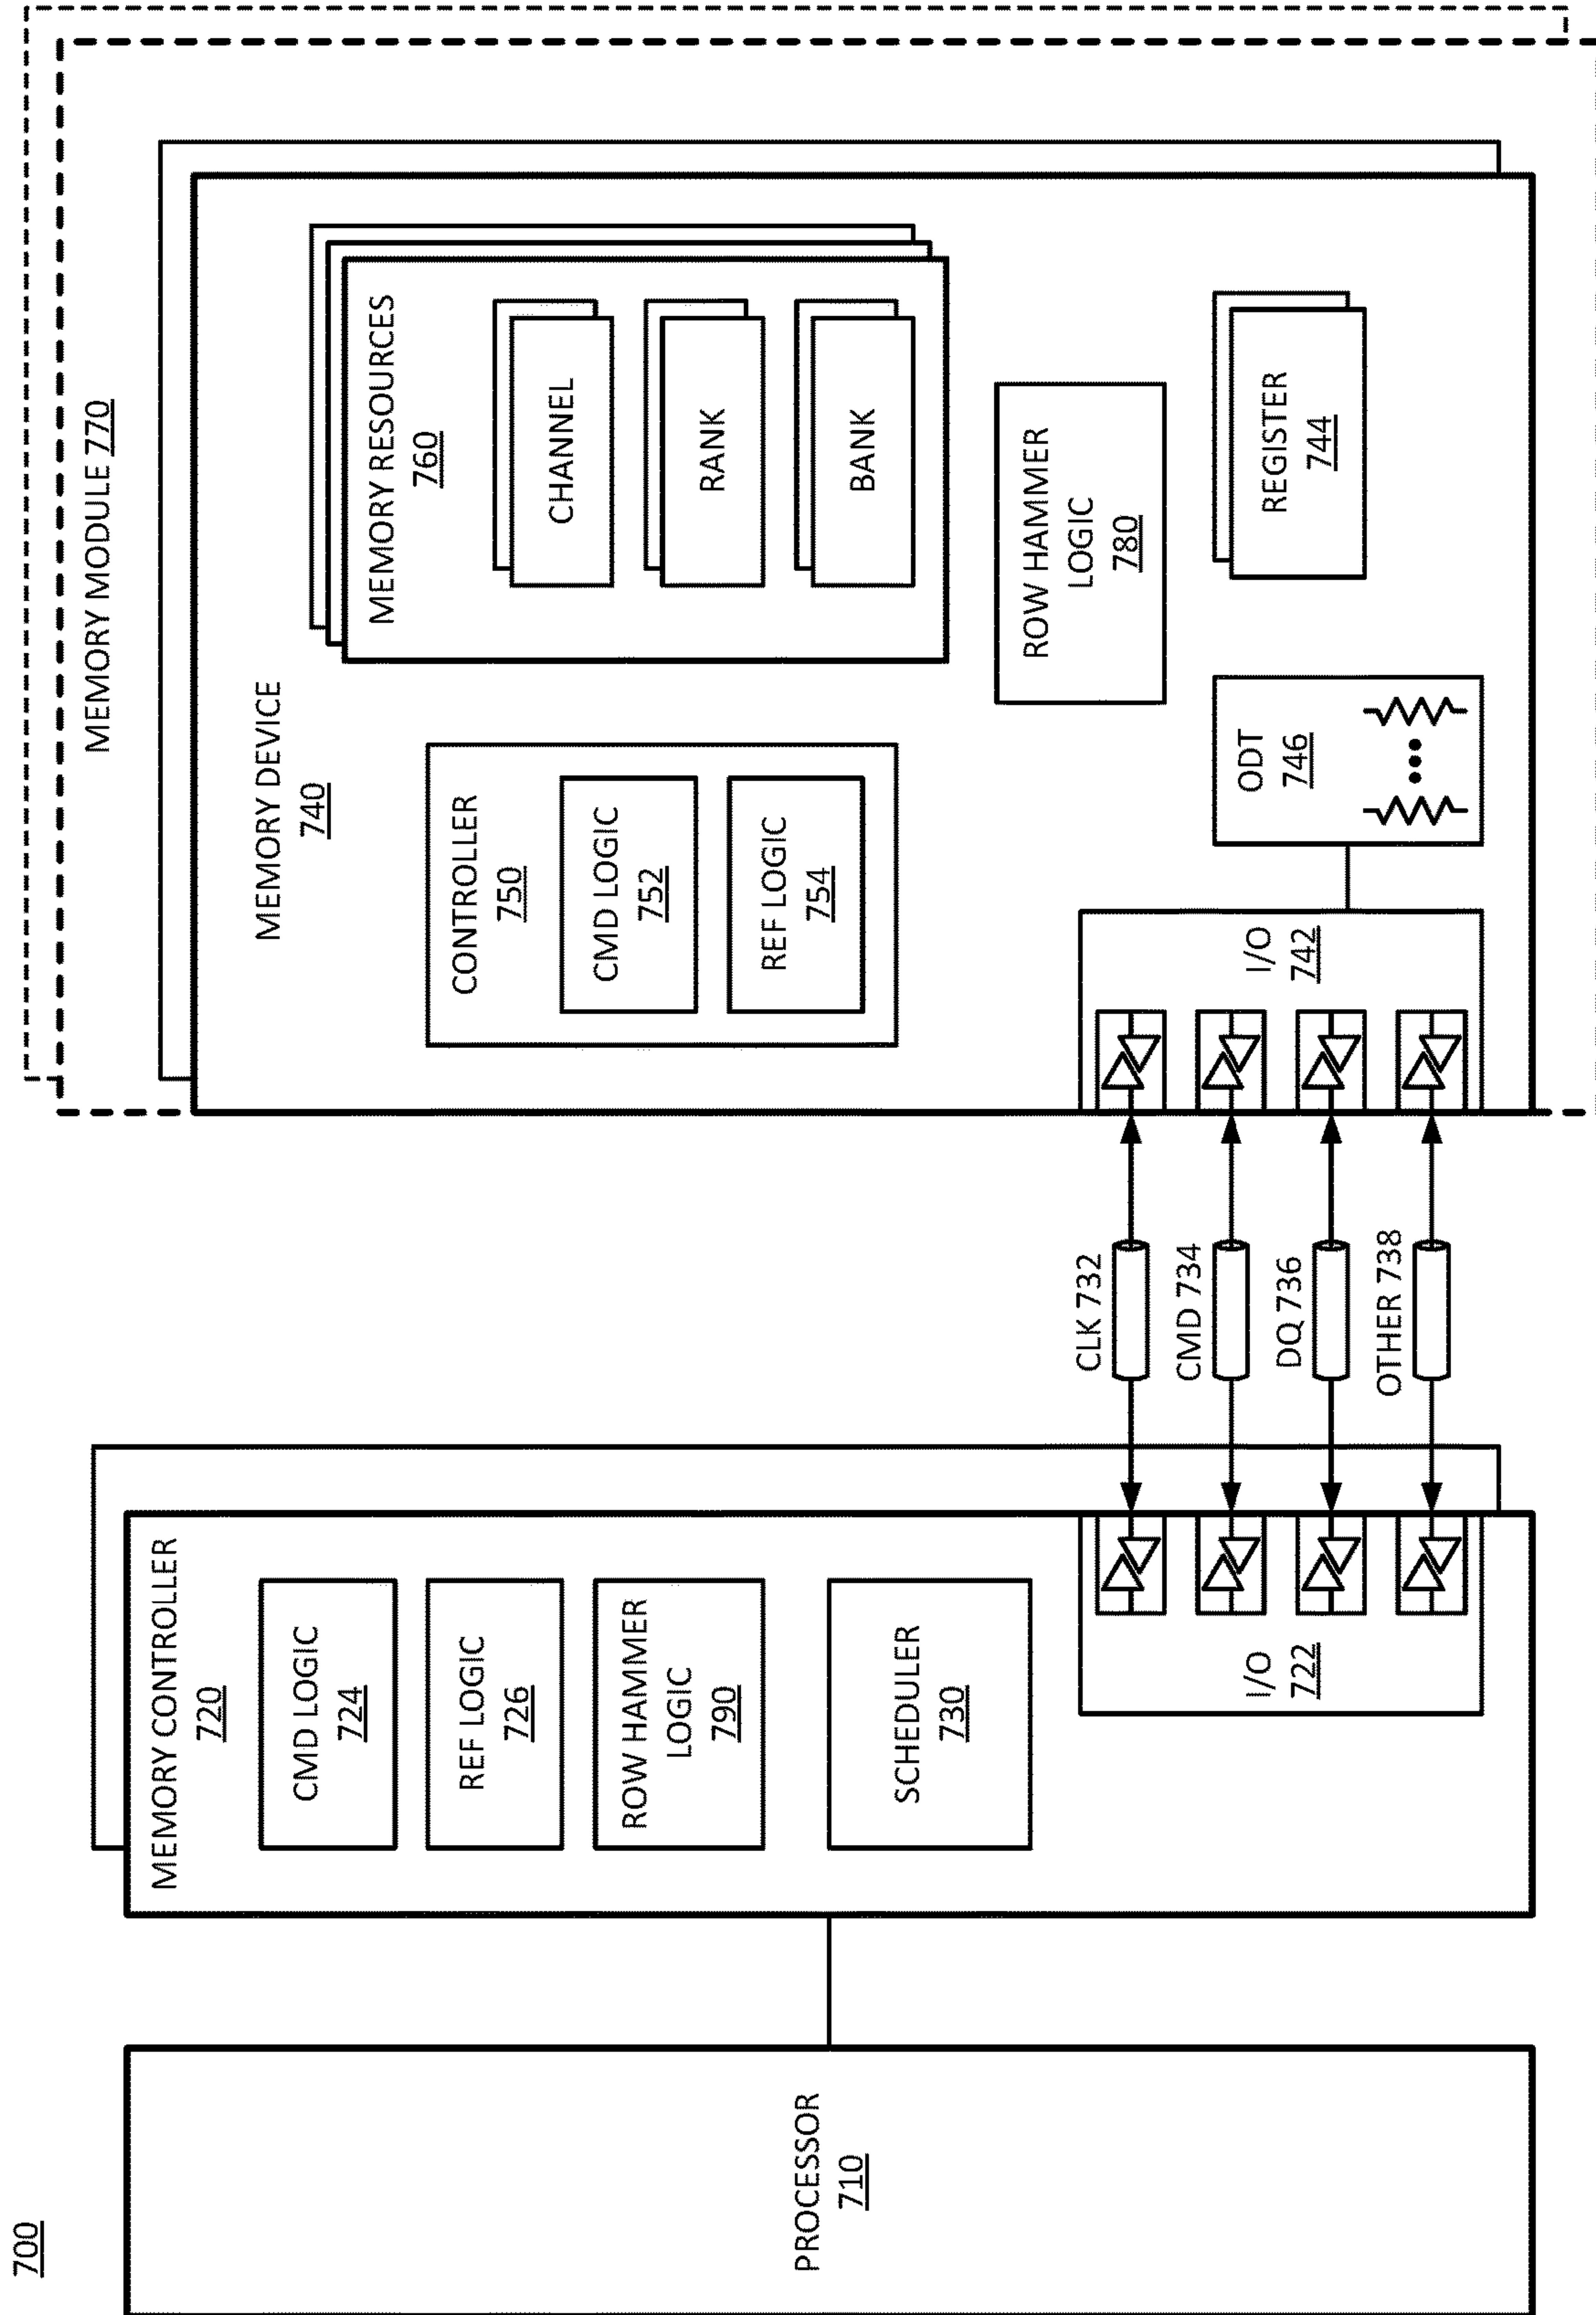 700
PROCESSOR
710
MEMORY CONTROLLER
720
CMD LOGIC
724
REF LOGIC
726
ROW HAMMER
LOGIC
790
SCHEDULER
730
I/O
722
CLK 732
CMD 734
DQ 736
OTHER 738
MEMORY MODULE 770
MEMORY DEVICE
740
CONTROLLER
750
CMD LOGIC
752
REF LOGIC
754
I/O
742
MEMORY RESOURCES
760
CHANNEL
RANK
BANK
ROW HAMMER
LOGIC
780
ODT
746
REGISTER
744